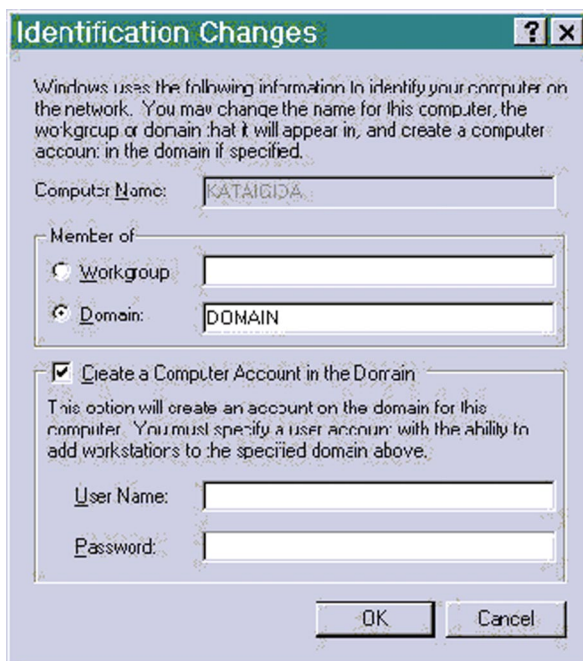 Identification Changes
Windows uses the following information to identify your computer on
the network. You may change the name for this computer, the
workgroup or domain that it will appear in, and create a computer
account in the domain if specified.
Computer Name: KATAIGIDA
Member of
Workgroup
Domain: DOMAIN
Create a Computer Account in the Domain
This option will create an account on the domain for this
computer. You must specify a user account with the ability to
add workstations to the specified domain above.
User Name:
Password:
OK Cancel